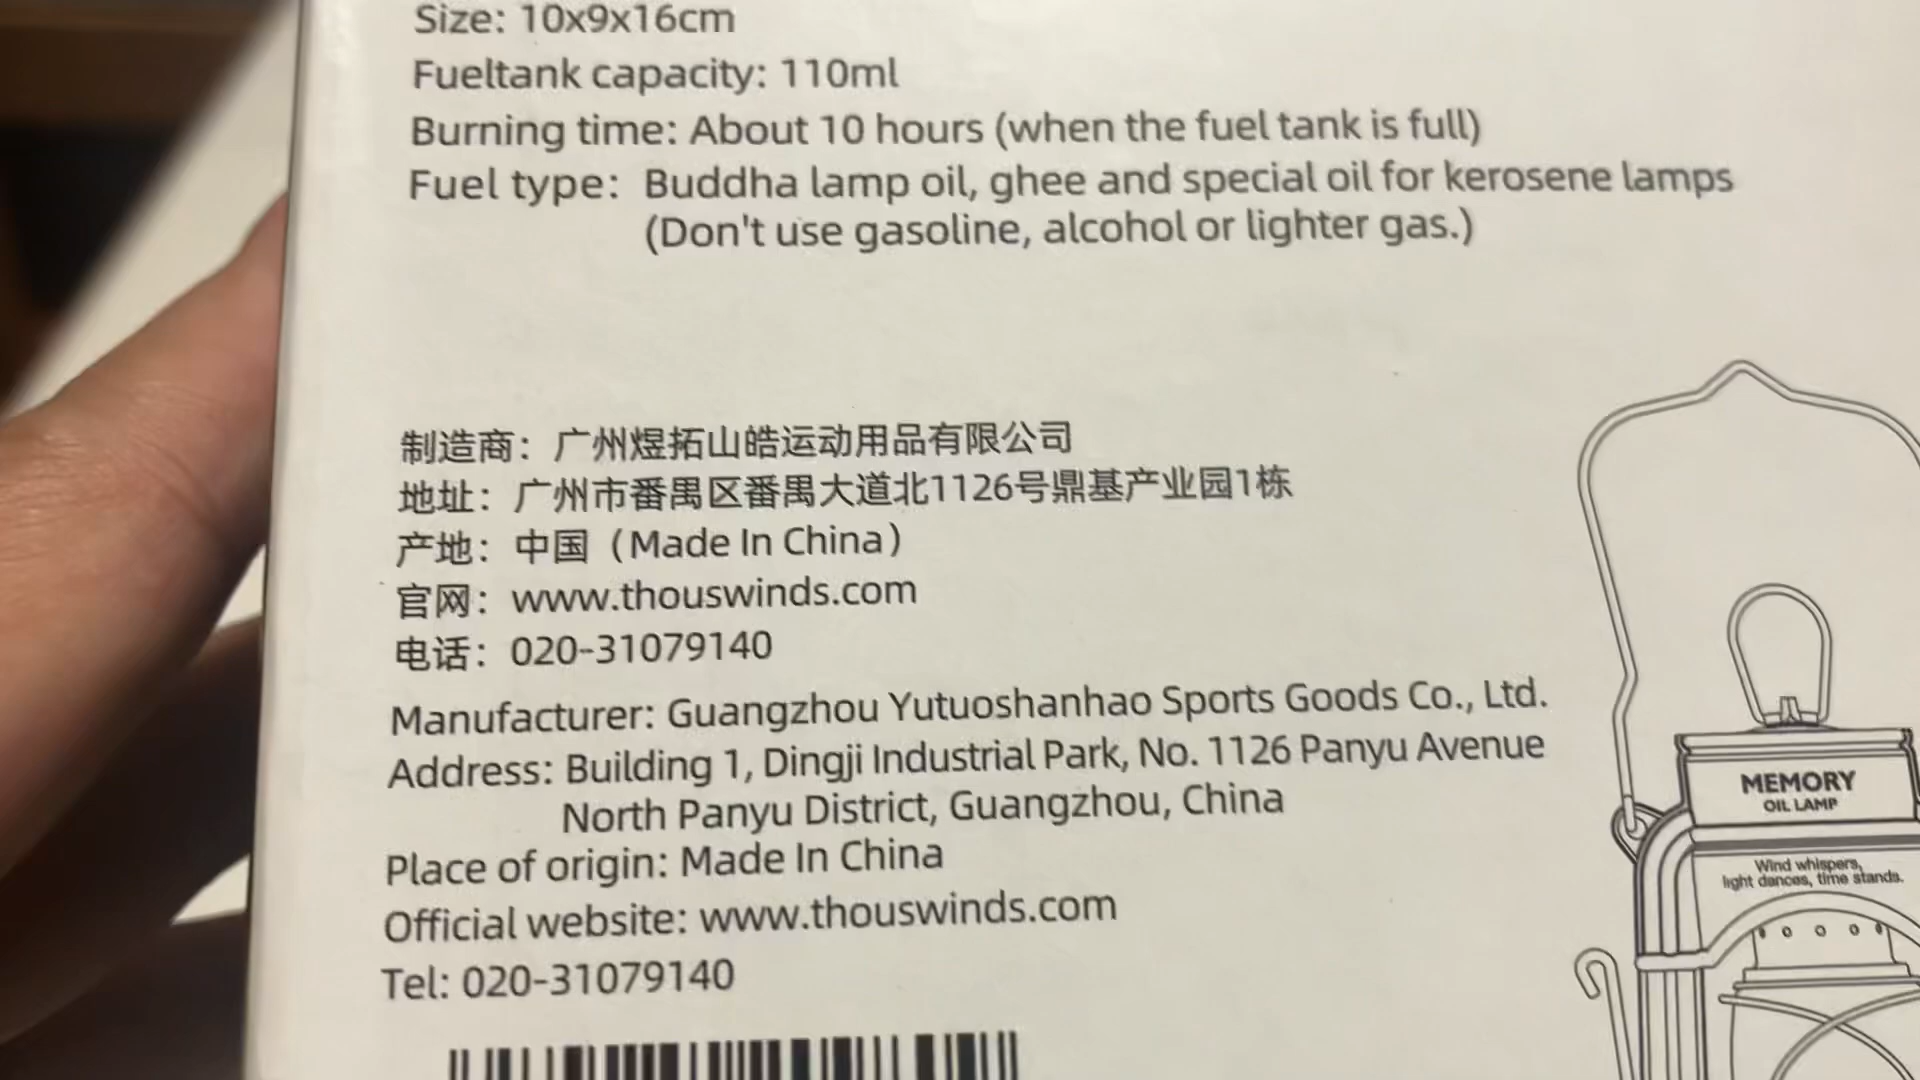 Size: 10x9x16cm
Fueltank capacity: 110ml
Burning time: About 10 hours (when the fuel tank is full)
Fuel type: Buddha lamp oil, ghee and special oil for kerosene lamps
(Don't use gasoline, alcohol or lighter gas.)
制造商：广州煜拓山皓运动用品有限公司
地址：广州市番禺区番禺大道北1126号鼎基产业园1栋
产地：中国（Made In China）
官网：www.thouswinds.com
电话：020-31079140
Manufacturer: Guangzhou Yutuoshanhao Sports Goods Co., Ltd.
Address: Building 1, Dingji Industrial Park, No. 1126 Panyu Avenue
North Panyu District, Guangzhou, China
Place of origin: Made In China
Official website: www.thouswinds.com
Tel: 020-31079140
MEMORY
OIL LAMP
Wind whispers,
light dances, time stands.